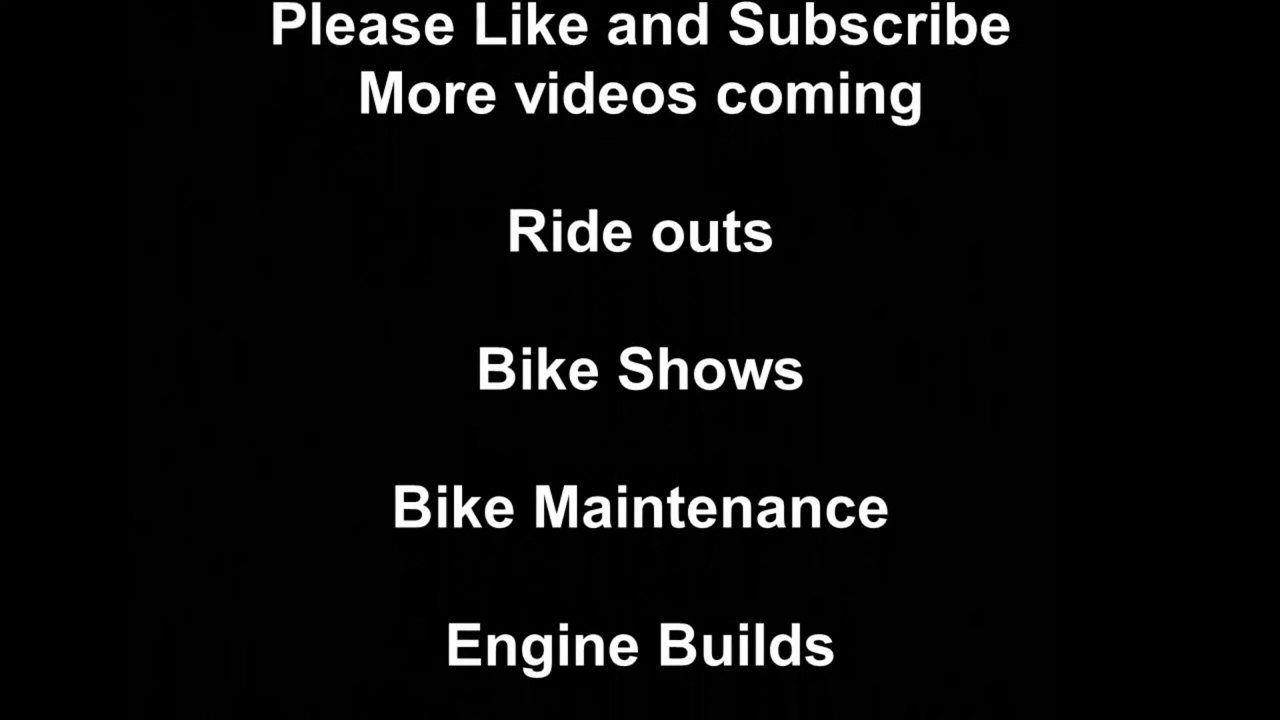 Please Like and Subscribe
More videos coming
Ride outs
Bike Shows
Bike Maintenance
Engine Builds